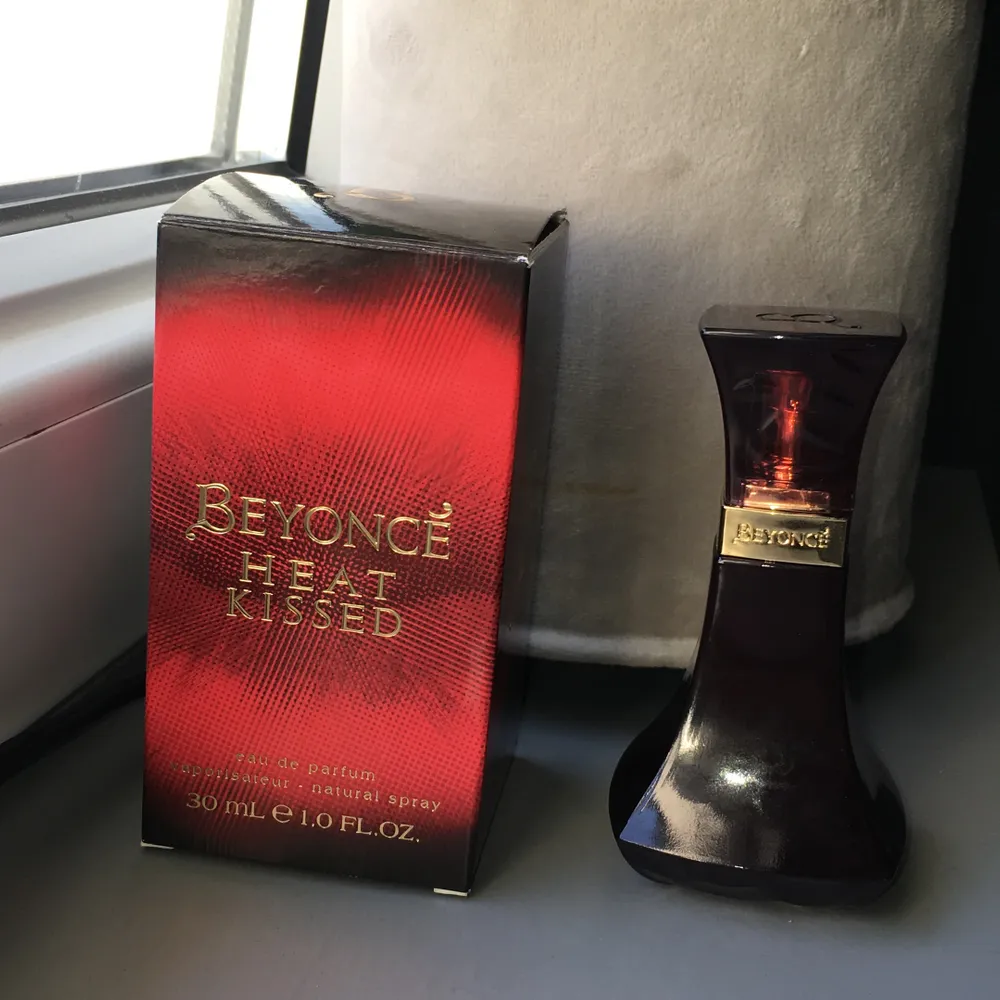 BEYONCÉ
HEAT
KISSED
eau de parfum
vaporisateur - natural spray
30 mL ℮ 1.0 FL.OZ.
BEYONCÉ